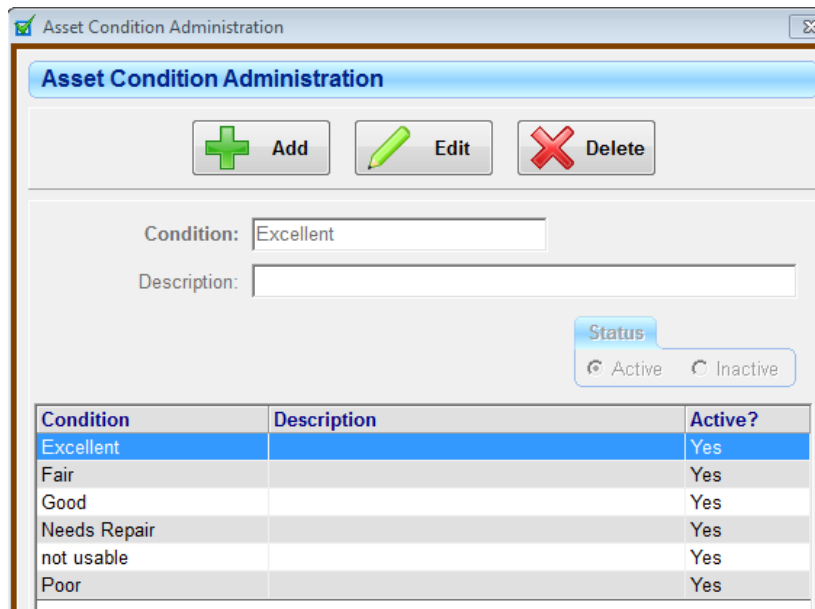 Asset Condition Administration
Asset Condition Administration
Add Edit Delete
Condition: Excellent
Description:
Status
Active Inactive
Condition Description Active?
Excellent Yes
Fair Yes
Good Yes
Needs Repair Yes
not usable Yes
Poor Yes